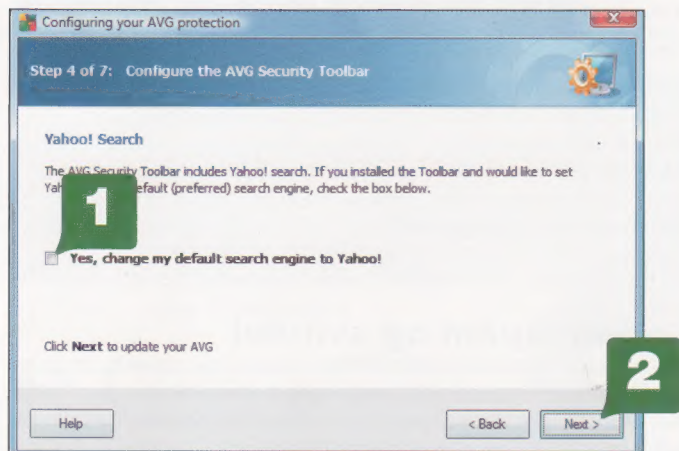 Configuring your AVG protection
Step 4 of 7: Configure the AVG Security Toolbar
Yahoo! Search
The AVG Security Toolbar includes Yahoo! search. If you installed the Toolbar and would like to set
default (preferred) search engine, check the box below.
1
Yes, change my default search engine to Yahoo!
Click Next to update your AVG
2
Help
< Back
Next >